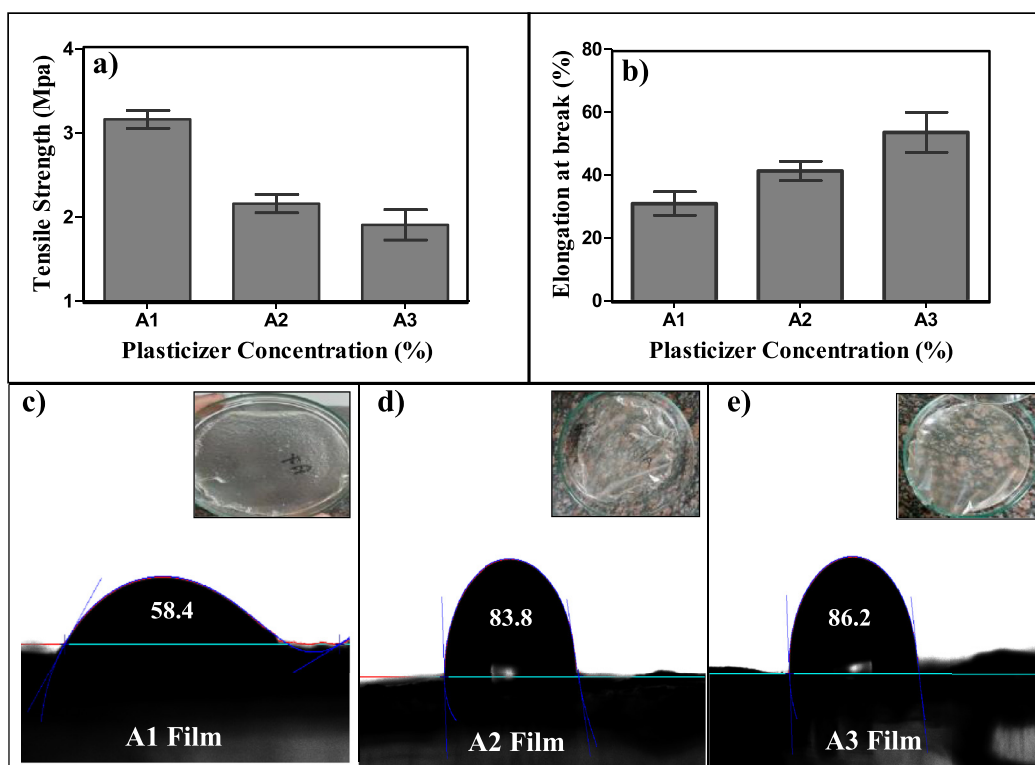 a)
Tensile Strength (Mpa)
4
3
2
1
A1 A2 A3
Plasticizer Concentration (%)
b)
Elongation at break (%)
80
60
40
20
0
A1 A2 A3
Plasticizer Concentration (%)
c)
58.4
A1 Film
d)
83.8
A2 Film
e)
86.2
A3 Film